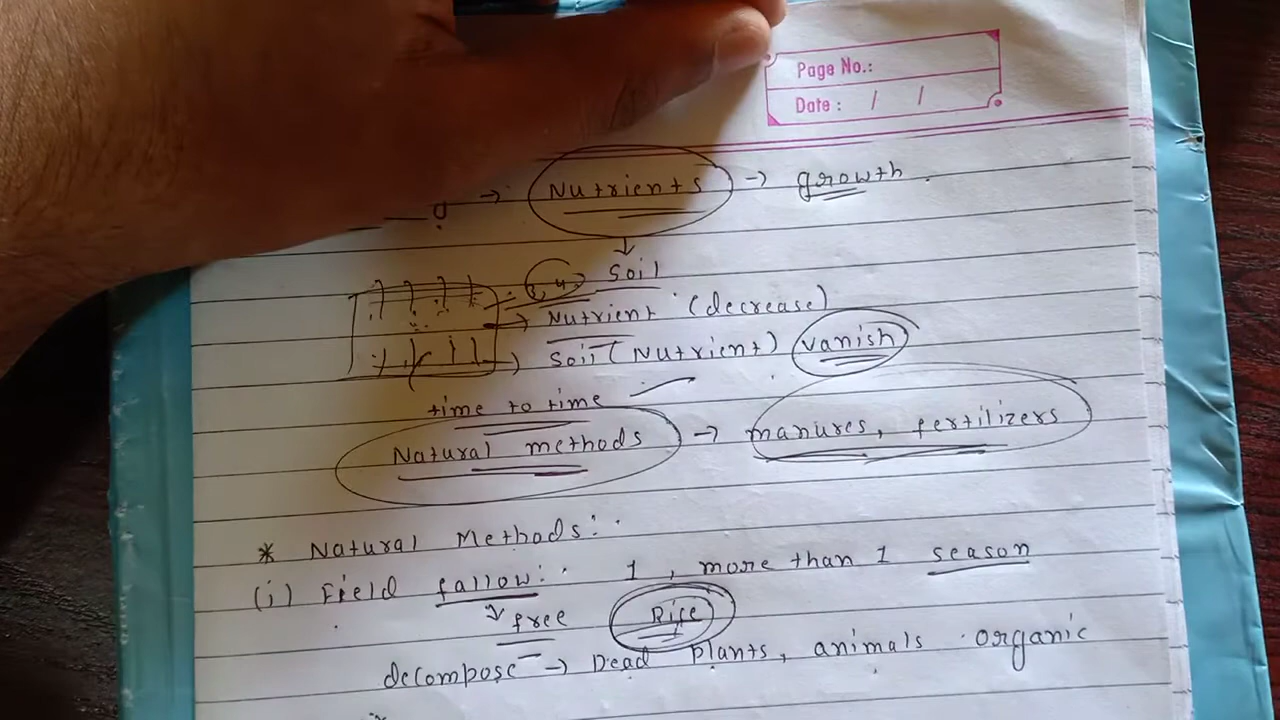 Page No.:
Date : / /
→ Nutrients → growth.
↓
Soil
→ Nutrient (decrease)
→ Soil (Nutrient) vanish
time to time
Natural methods → manures, fertilizers
* Natural Methods:
(i) Field fallow: 1, more than 1 season
↓ free Rice
decompose → Dead Plants, animals organic